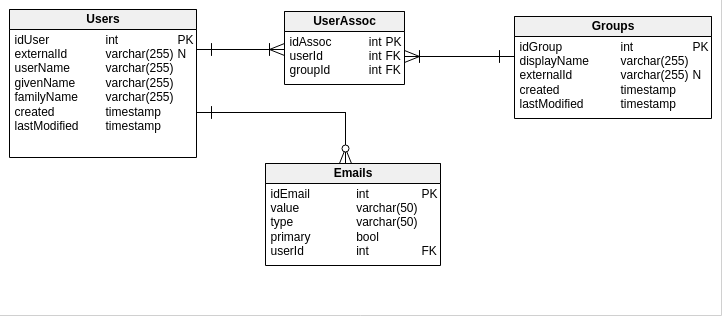 Users
idUser int PK
externalId varchar(255) N
userName varchar(255)
givenName varchar(255)
familyName varchar(255)
created timestamp
lastModified timestamp
UserAssoc
idAssoc int PK
userId int FK
groupId int FK
Groups
idGroup int PK
displayName varchar(255)
externalId varchar(255) N
created timestamp
lastModified timestamp
Emails
idEmail int PK
value varchar(50)
type varchar(50)
primary bool
userId int FK